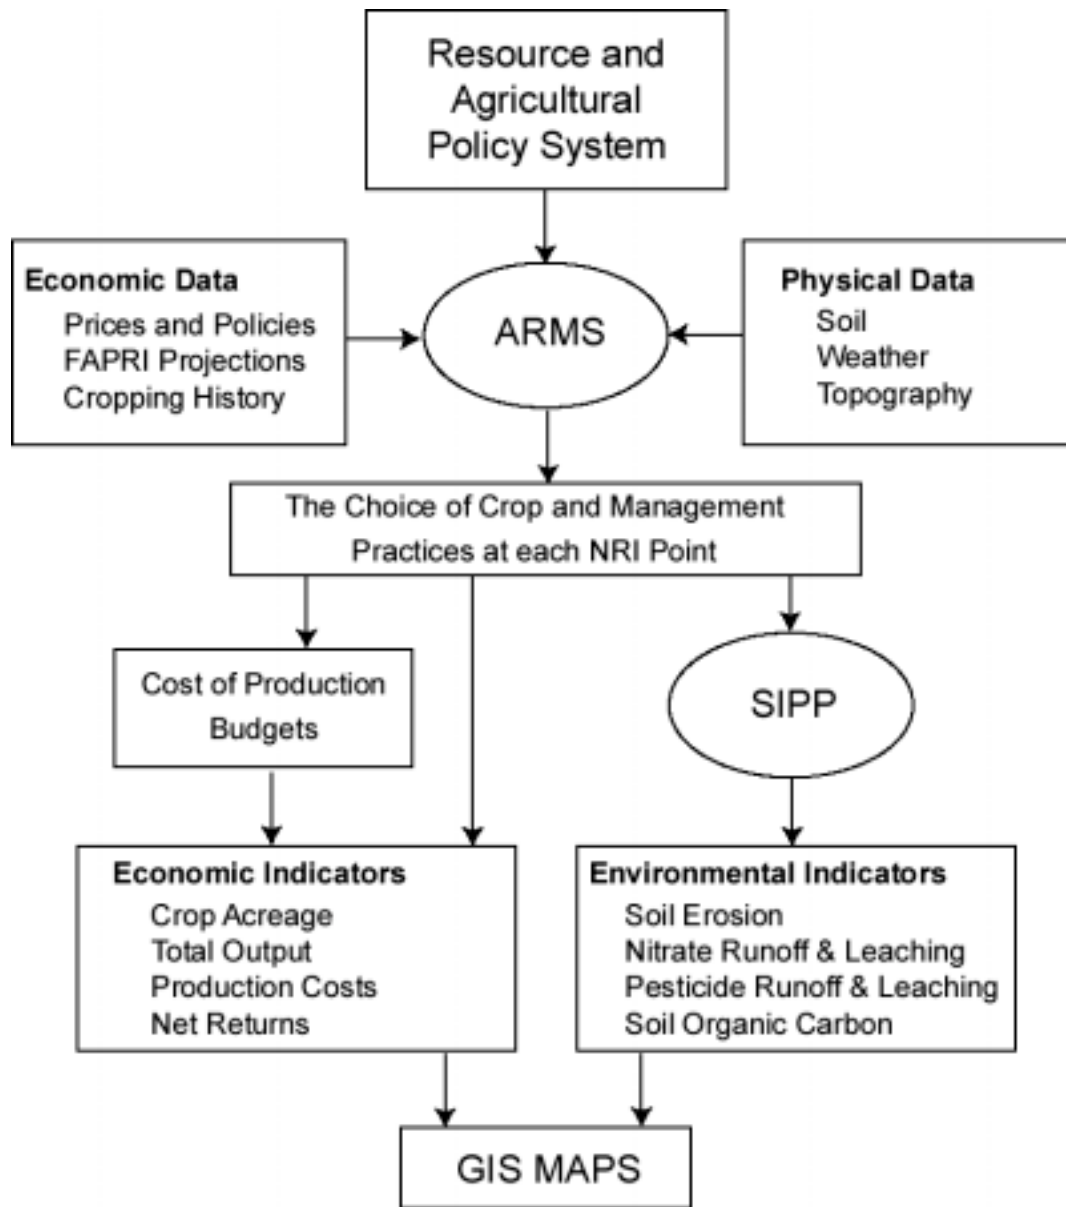 Resource and
Agricultural
Policy System
Economic Data
Prices and Policies
FAPRI Projections
Cropping History
ARMS
Physical Data
Soil
Weather
Topography
The Choice of Crop and Management
Practices at each NRI Point
Cost of Production
Budgets
SIPP
Economic Indicators
Crop Acreage
Total Output
Production Costs
Net Returns
Environmental Indicators
Soil Erosion
Nitrate Runoff & Leaching
Pesticide Runoff & Leaching
Soil Organic Carbon
GIS MAPS